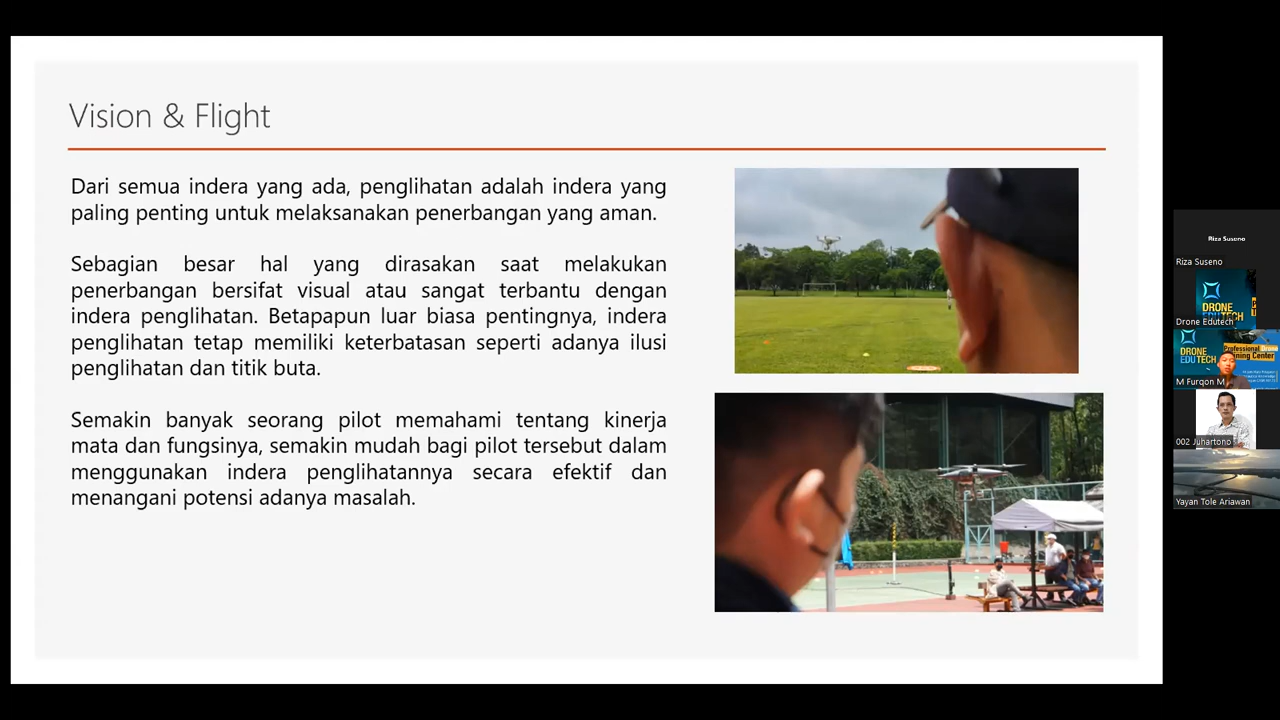 Vision & Flight
Dari semua indera yang ada, penglihatan adalah indera yang
paling penting untuk melaksanakan penerbangan yang aman.
Sebagian besar hal yang dirasakan saat melakukan
penerbangan bersifat visual atau sangat terbantu dengan
indera penglihatan. Betapapun luar biasa pentingnya, indera
penglihatan tetap memiliki keterbatasan seperti adanya ilusi
penglihatan dan titik buta.
Semakin banyak seorang pilot memahami tentang kinerja
mata dan fungsinya, semakin mudah bagi pilot tersebut dalam
menggunakan indera penglihatannya secara efektif dan
menangani potensi adanya masalah.
Riza Suseno
Riza Suseno
DRONE
EDUTECH
Drone Edutech
DRONE
EDUTECH
Professional Drone
M Furqon M
002 Juhartono
Yayan Tole Ariawan